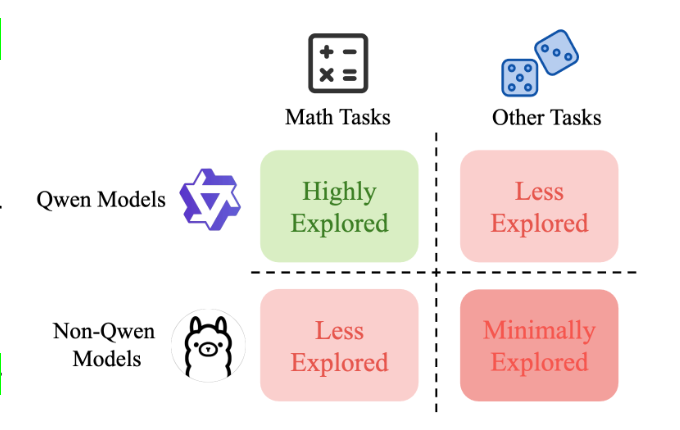 Math Tasks
Other Tasks
Qwen Models
Highly
Explored
Less
Explored
Non-Qwen
Models
Less
Explored
Minimally
Explored